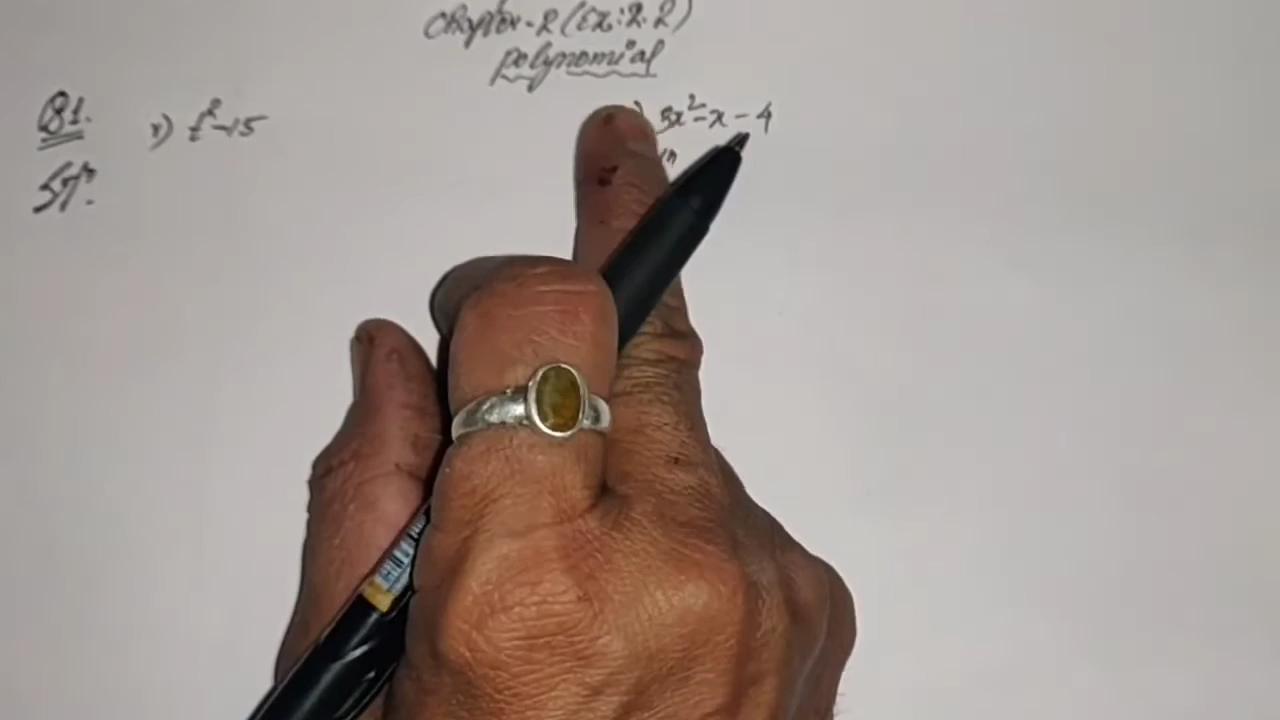 Chapter-2 (Ex:2.2)
Polynomial
Q1. v) t²-15
) 3x²-x-4
Sol.